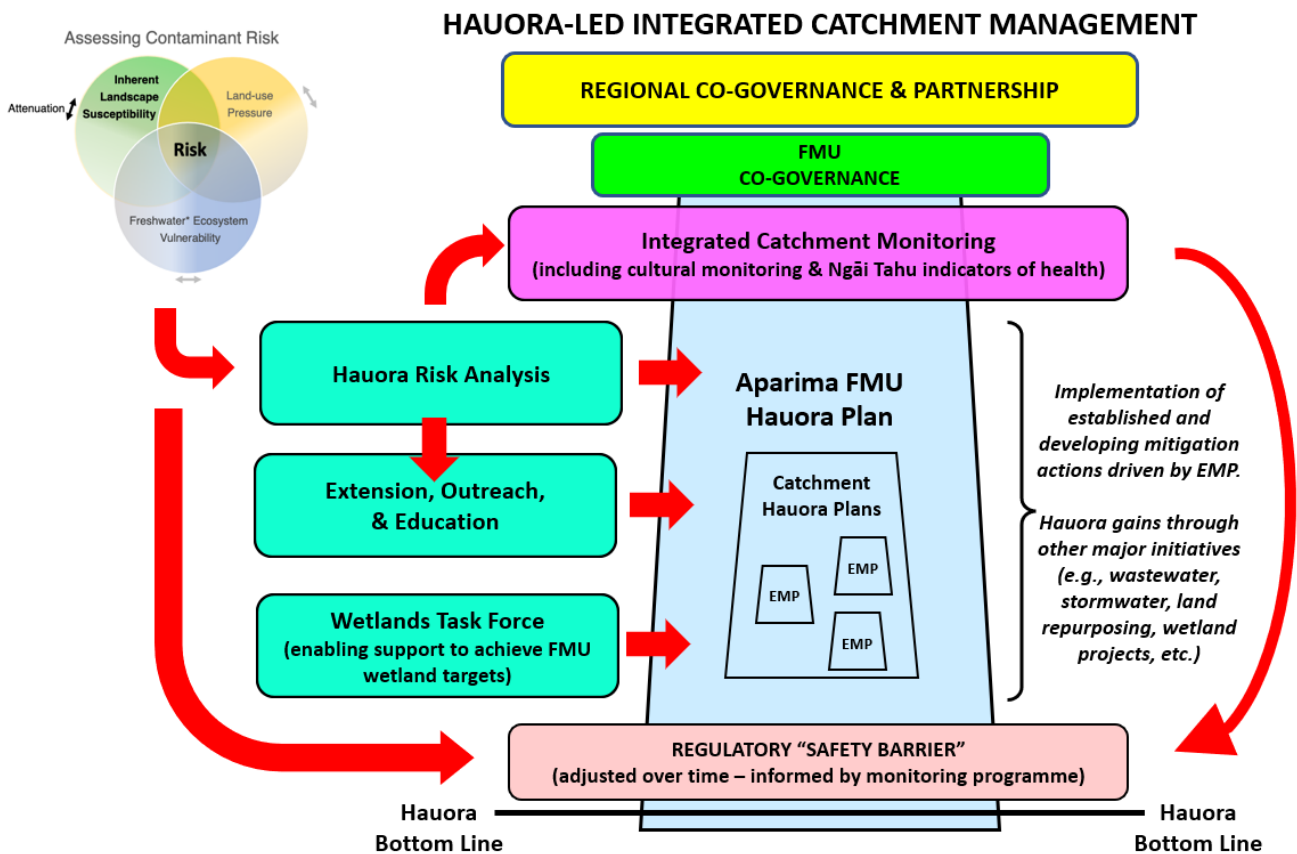 HAUORA-LED INTEGRATED CATCHMENT MANAGEMENT
Assessing Contaminant Risk
Inherent
Landscape
Susceptibility
Attenuation
Land-use
Pressure
Risk
Freshwater* Ecosystem
Vulnerability
REGIONAL CO-GOVERNANCE & PARTNERSHIP
FMU
CO-GOVERNANCE
Integrated Catchment Monitoring
(including cultural monitoring & Ngāi Tahu indicators of health)
Hauora Risk Analysis
Extension, Outreach,
& Education
Wetlands Task Force
(enabling support to achieve FMU
wetland targets)
Aparima FMU
Hauora Plan
Catchment
Hauora Plans
EMP
EMP
EMP
Implementation of
established and
developing mitigation
actions driven by EMP.
Hauora gains through
other major initiatives
(e.g., wastewater,
stormwater, land
repurposing, wetland
projects, etc.)
REGULATORY “SAFETY BARRIER”
(adjusted over time – informed by monitoring programme)
Hauora
Bottom Line
Hauora
Bottom Line